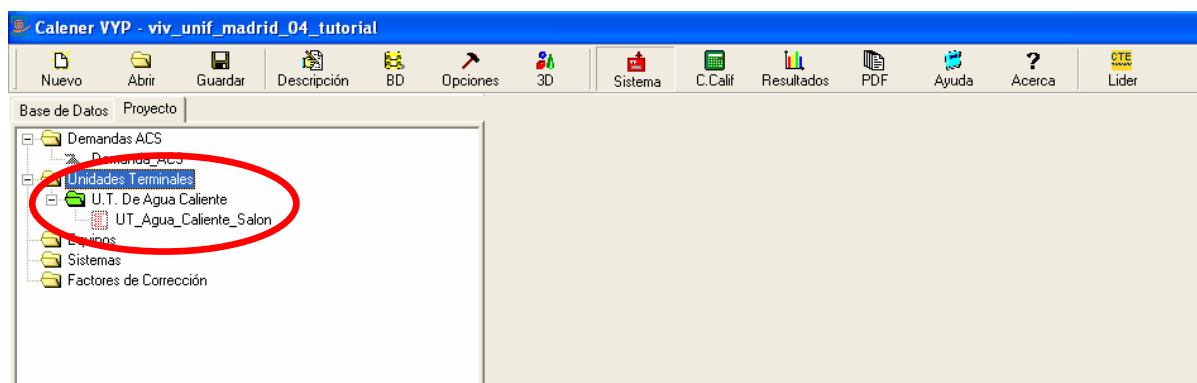 Calener VYP - viv_unif_madrid_04_tutorial
Nuevo Abrir Guardar Descripción BD Opciones 3D Sistema C.Calif Resultados PDF Ayuda Acerca CTE Lider
Base de Datos Proyecto
Demandas ACS
Demanda_ACS
Unidades Terminales
U.T. De Agua Caliente
UT_Agua_Caliente_Salon
Equipos
Sistemas
Factores de Corrección